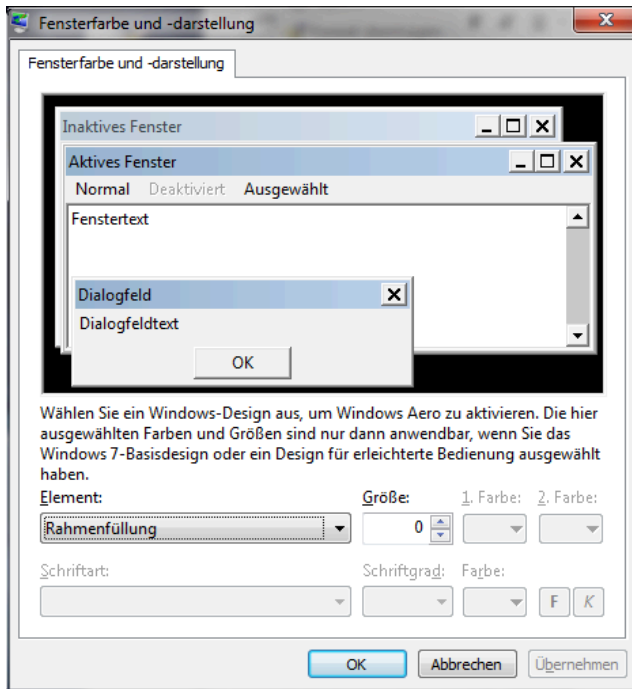 Fensterfarbe und -darstellung
Fensterfarbe und -darstellung
Inaktives Fenster
Aktives Fenster
Normal Deaktiviert Ausgewählt
Fenstertext
Dialogfeld
Dialogfeldtext
OK
Wählen Sie ein Windows-Design aus, um Windows Aero zu aktivieren. Die hier
ausgewählten Farben und Größen sind nur dann anwendbar, wenn Sie das
Windows 7-Basisdesign oder ein Design für erleichterte Bedienung ausgewählt
haben.
Element: Größe: 1. Farbe: 2. Farbe:
Rahmenfüllung 0
Schriftart: Schriftgrad: Farbe:
F K
OK Abbrechen Übernehmen